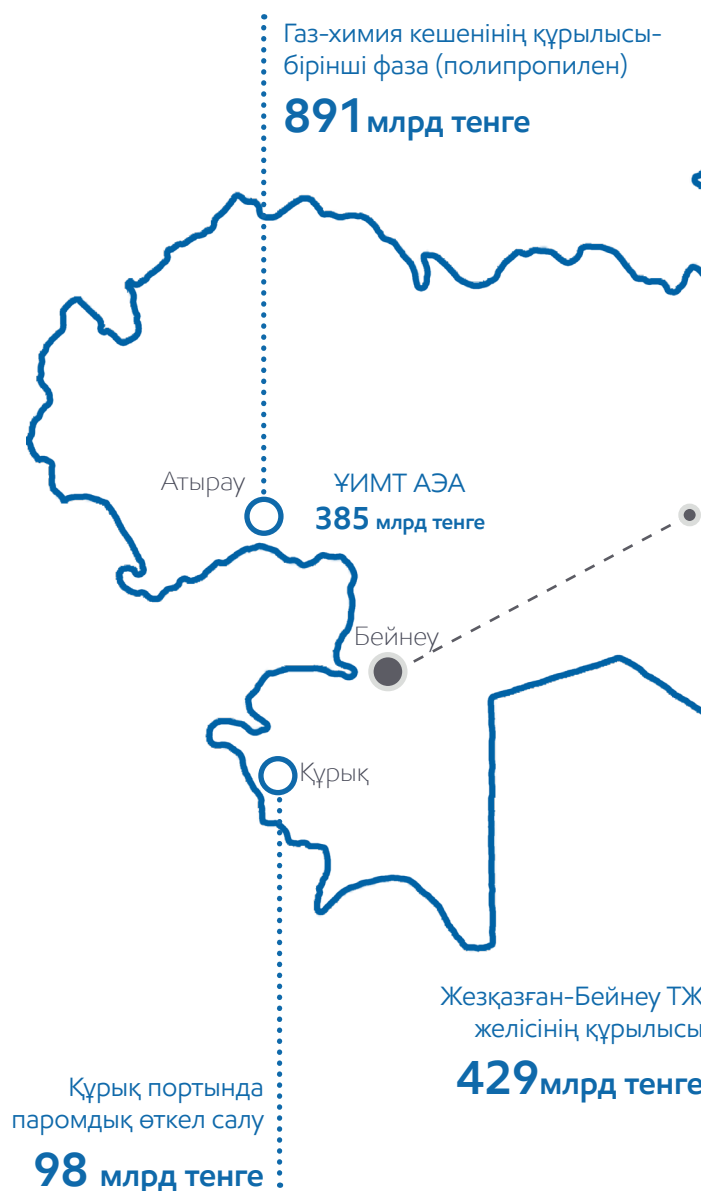 Газ-химия кешенінің құрылысы-
бірінші фаза (полипропилен)
891 млрд тенге
Атырау
ҰИМТ АЭА
385 млрд тенге
Бейнеу
Құрық
Жезқазған-Бейнеу ТЖ
желісінің құрылысы
429 млрд тенге
Құрық портында
паромдық өткел салу
98 млрд тенге